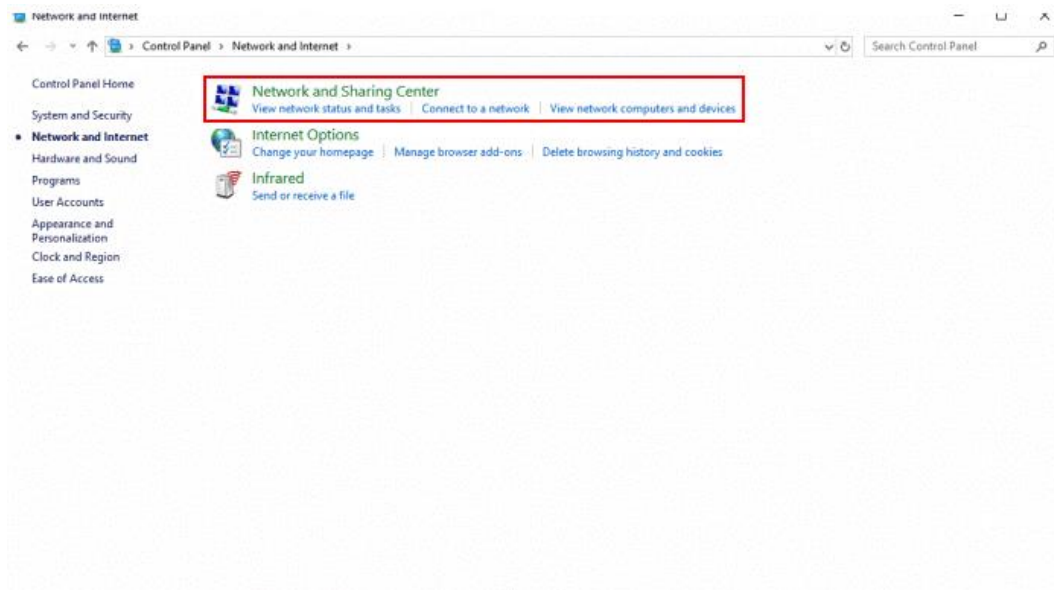 Network and Internet
Control Panel > Network and Internet >
Search Control Panel
Control Panel Home
System and Security
Network and Internet
Hardware and Sound
Programs
User Accounts
Appearance and
Personalization
Clock and Region
Ease of Access
Network and Sharing Center
View network status and tasks | Connect to a network | View network computers and devices
Internet Options
Change your homepage | Manage browser add-ons | Delete browsing history and cookies
Infrared
Send or receive a file